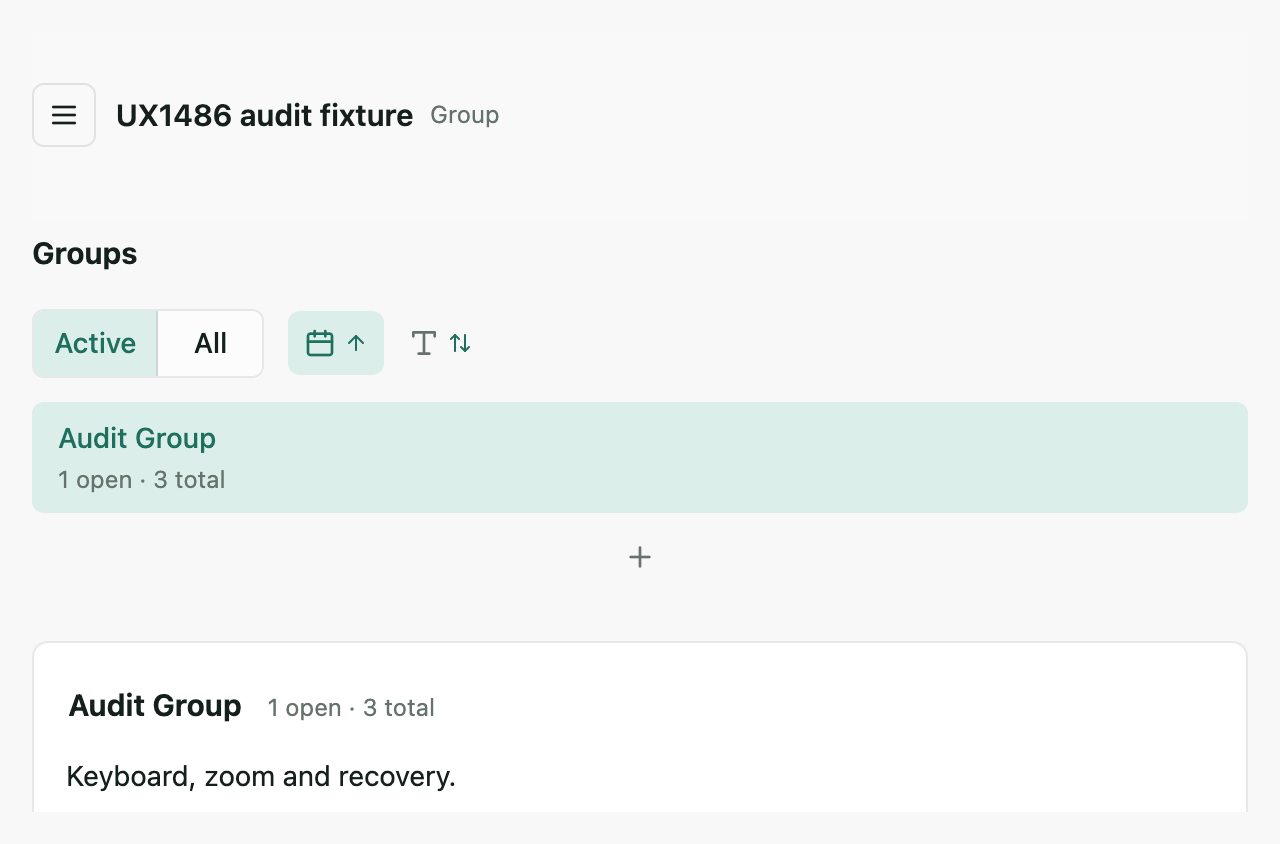 UX1486 audit fixture Group
Groups
Active All
Audit Group
1 open · 3 total
Audit Group 1 open · 3 total
Keyboard, zoom and recovery.